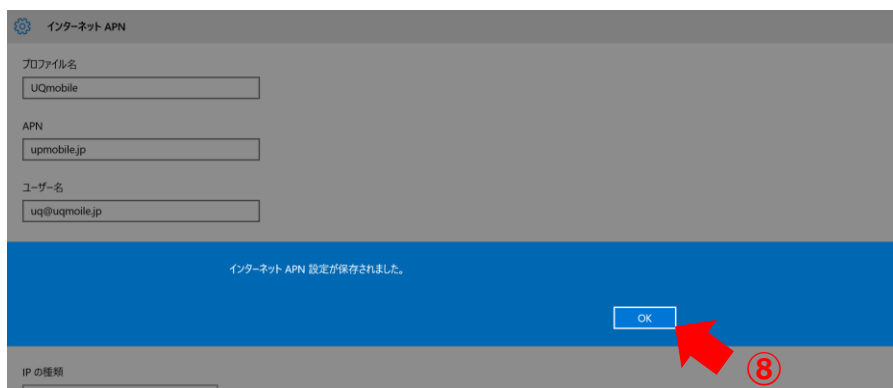 インターネット APN
プロファイル名
UQmobile
APN
upmobile.jp
ユーザー名
uq@uqmoile.jp
インターネット APN 設定が保存されました。
OK
⑧
IP の種類